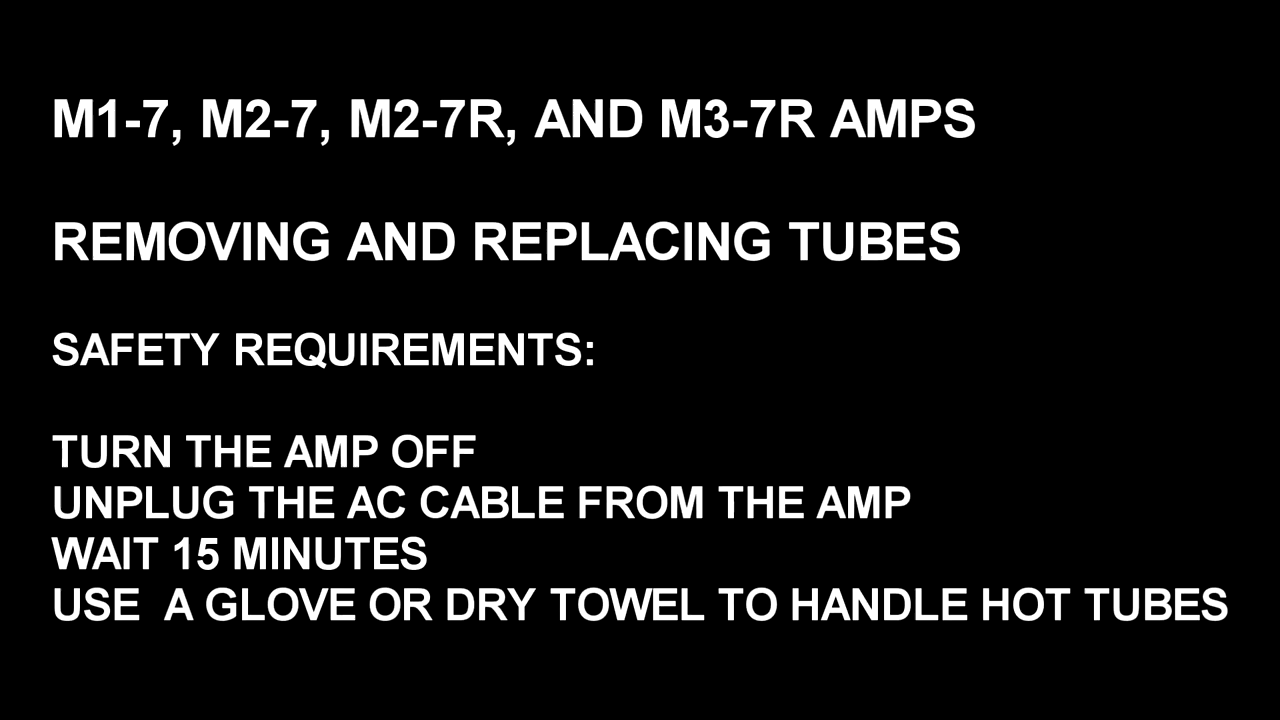 M1-7, M2-7, M2-7R, AND M3-7R AMPS
REMOVING AND REPLACING TUBES
SAFETY REQUIREMENTS:
TURN THE AMP OFF
UNPLUG THE AC CABLE FROM THE AMP
WAIT 15 MINUTES
USE  A GLOVE OR DRY TOWEL TO HANDLE HOT TUBES